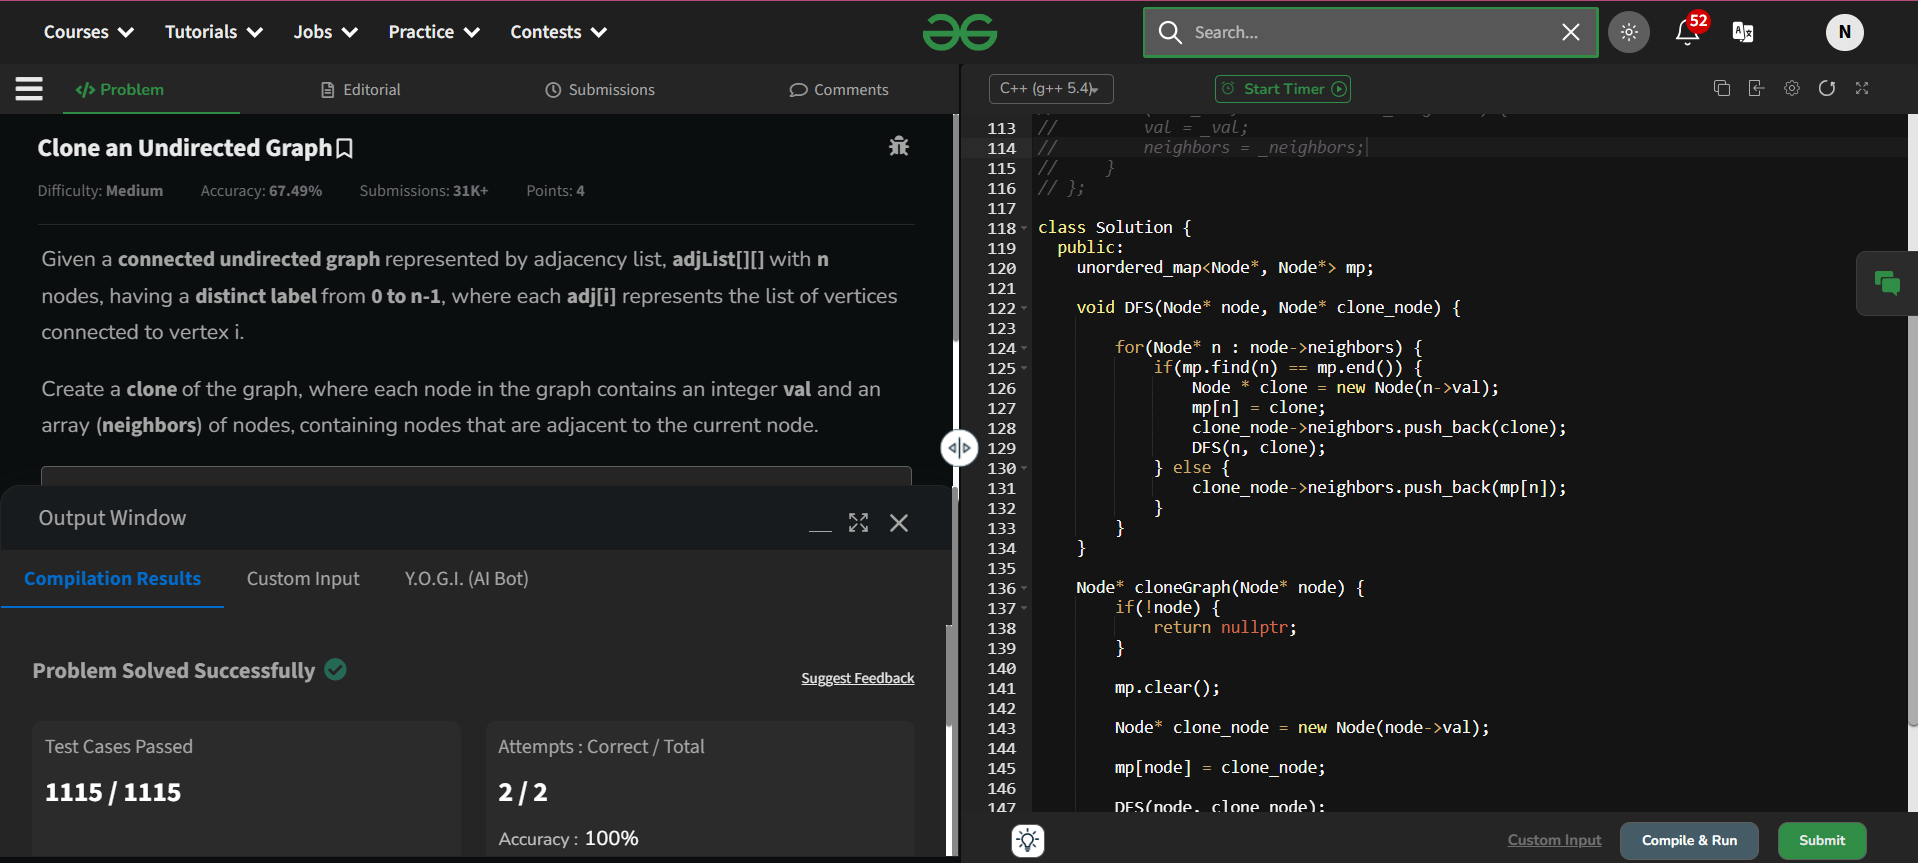 Courses Tutorials Jobs Practice Contests
Search...
52
N
</> Problem Editorial Submissions Comments
Clone an Undirected Graph
Difficulty: Medium Accuracy: 67.49% Submissions: 31K+ Points: 4
Given a connected undirected graph represented by adjacency list, adjList[][] with n
nodes, having a distinct label from 0 to n-1, where each adj[i] represents the list of vertices
connected to vertex i.
Create a clone of the graph, where each node in the graph contains an integer val and an
array (neighbors) of nodes, containing nodes that are adjacent to the current node.
Output Window
Compilation Results Custom Input Y.O.G.I. (AI Bot)
Problem Solved Successfully
Suggest Feedback
Test Cases Passed
1115 / 1115
Attempts : Correct / Total
2 / 2
Accuracy : 100%
C++ (g++ 5.4)
Start Timer
113 // val = _val;
114 // neighbors = _neighbors;
115 // }
116 // };
117
118 class Solution {
119 public:
120 unordered_map<Node*, Node*> mp;
121
122 void DFS(Node* node, Node* clone_node) {
123
124 for(Node* n : node->neighbors) {
125 if(mp.find(n) == mp.end()) {
126 Node * clone = new Node(n->val);
127 mp[n] = clone;
128 clone_node->neighbors.push_back(clone);
129 DFS(n, clone);
130 } else {
131 clone_node->neighbors.push_back(mp[n]);
132 }
133 }
134 }
135
136 Node* cloneGraph(Node* node) {
137 if(!node) {
138 return nullptr;
139 }
140
141 mp.clear();
142
143 Node* clone_node = new Node(node->val);
144
145 mp[node] = clone_node;
146
147 DFS(node, clone_node);
Custom Input
Compile & Run
Submit